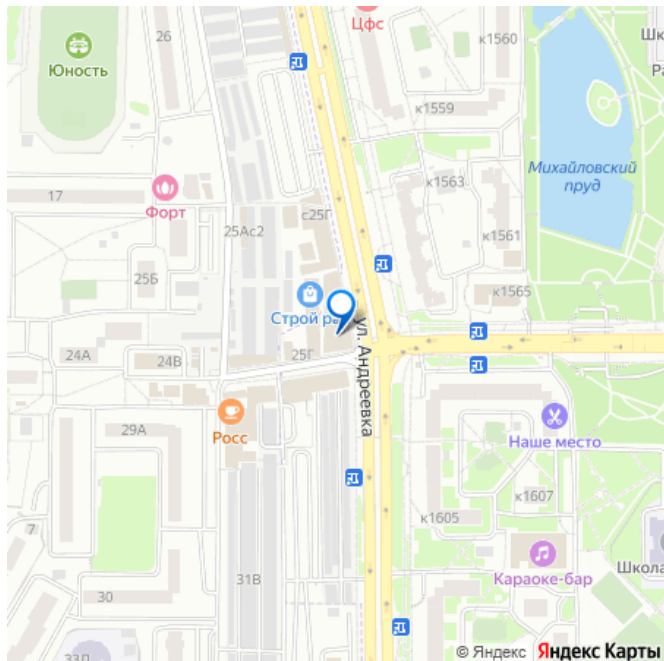 Цфс
к1560
Шк
26
Юность
Ра
к1559
Михайловский
пруд
к1563
17
Форт
с25Г
25Ас2
к1561
25Б
к1565
Строй ра
ул. Андреевка
24А
24В
25Г
Росс
29А
Наше место
к1607
к1605
7
31В
Караоке-бар
Школа
30
33Д
© Яндекс Яндекс Карты